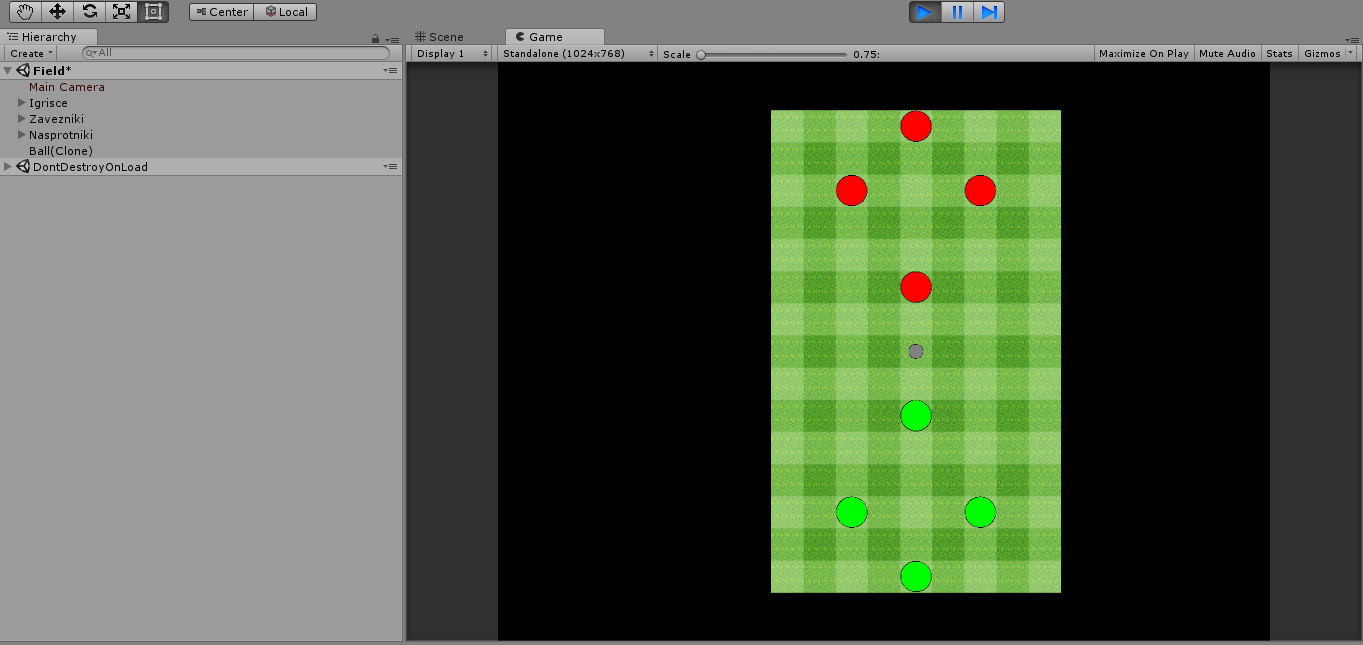 Center Local
Hierarchy
Create All
Field*
Main Camera
Igrisce
Zavezniki
Nasprotniki
Ball(Clone)
DontDestroyOnLoad
Scene Game
Display 1 Standalone (1024x768) Scale 0.75: Maximize On Play Mute Audio Stats Gizmos